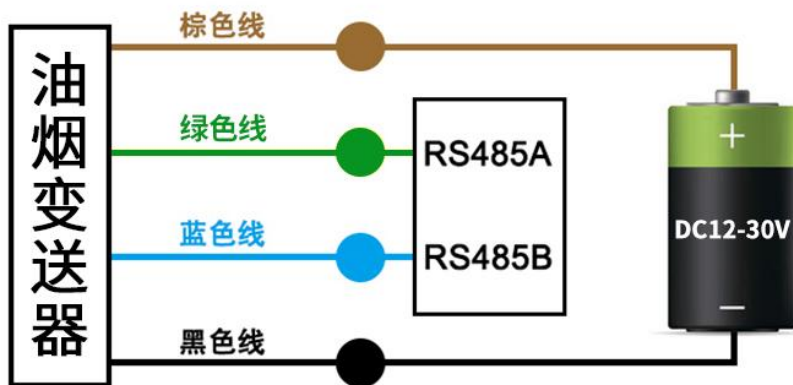 油烟变送器
棕色线
绿色线
蓝色线
黑色线
RS485A
RS485B
+
DC12-30V
—